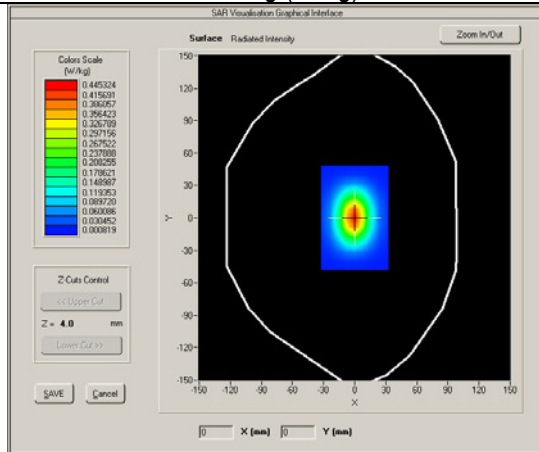 SAR Visualisation Graphical Interface
Surface Radiated Intensity
Zoom In/Out
Colors Scale
(W/kg)
0.445324
0.415691
0.386057
0.356423
0.326789
0.297156
0.267522
0.237888
0.208255
0.178621
0.148987
0.119353
0.089720
0.060086
0.030452
0.000819
150
120
90
60
30
0
-30
-60
-90
-120
-150
Y
-150 -120 -90 -60 -30 0 30 60 90 120 150
X
Z-Cuts Control
<< Upper Cut
Z = 4.0 mm
Lower Cut >>
SAVE Cancel
0 X (mm) 0 Y (mm)